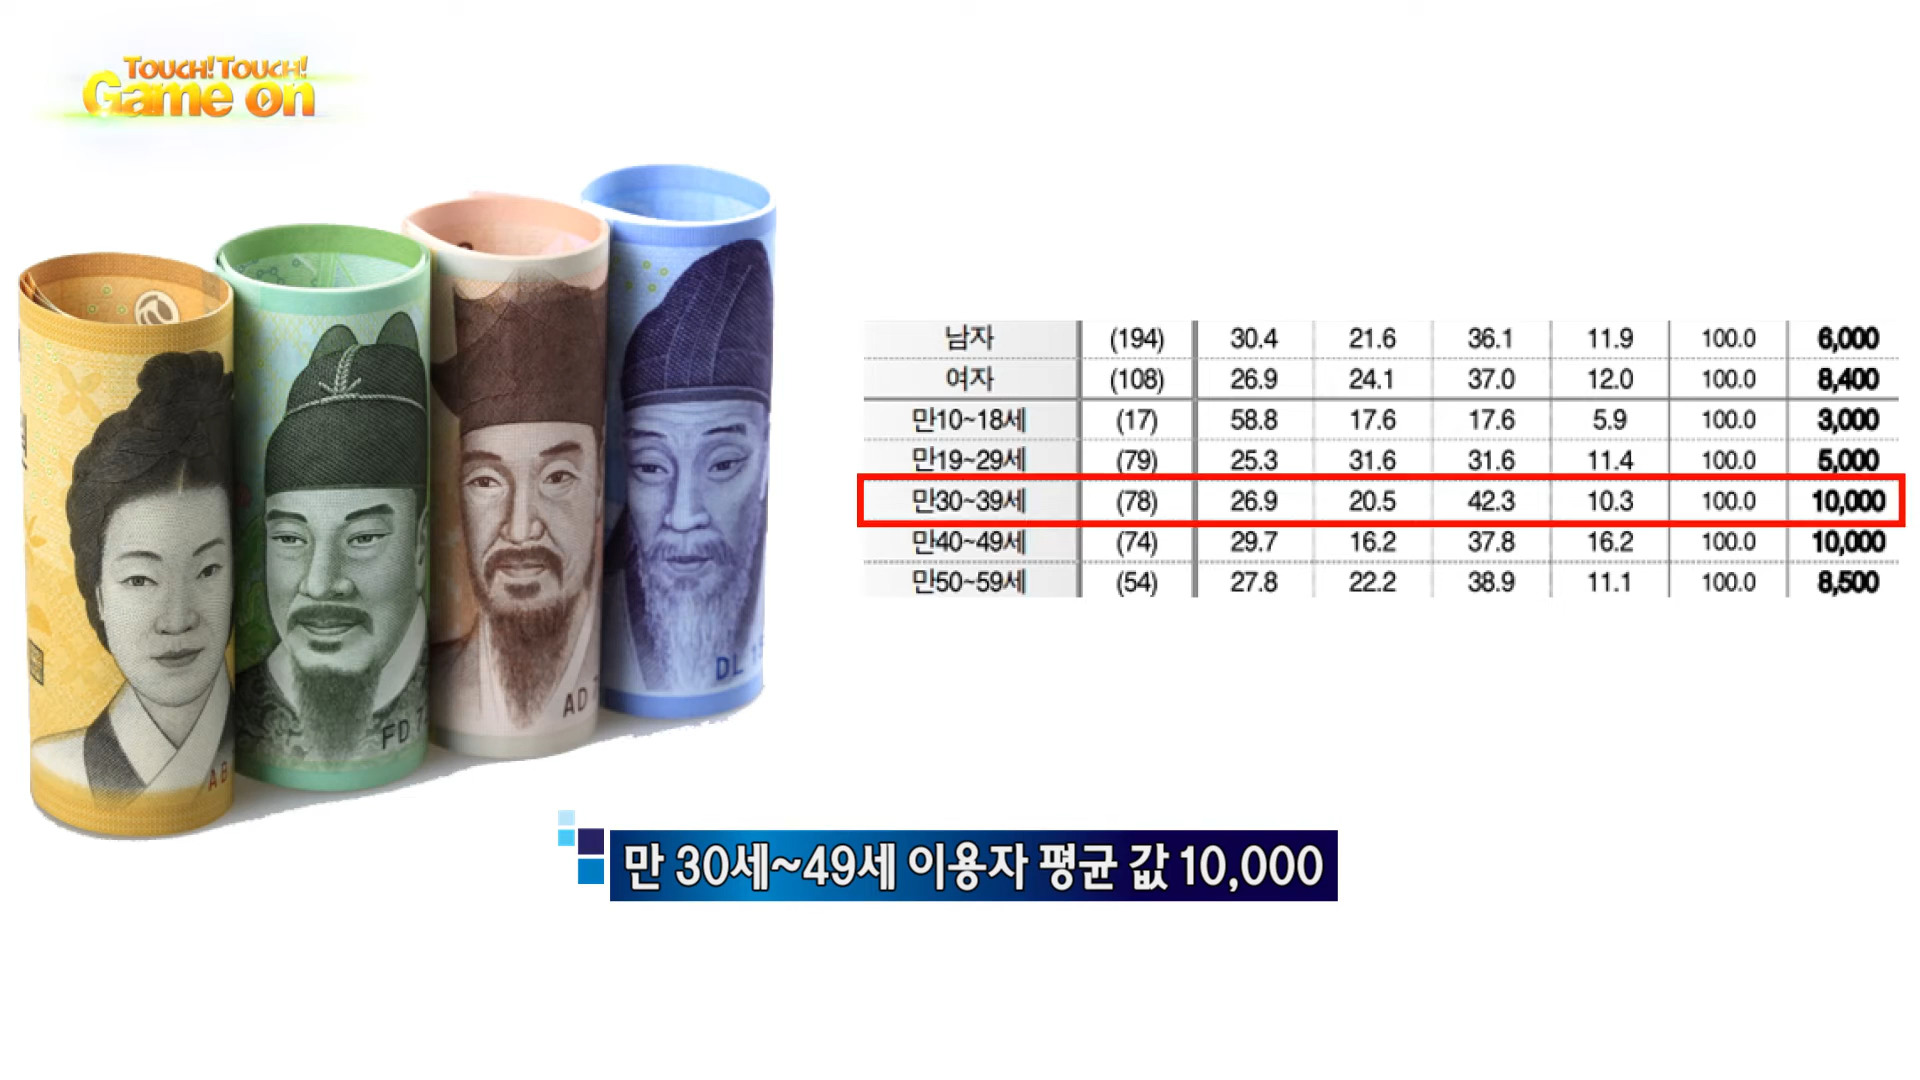 TOUCH! TOUCH!
Game on
남자 (194) 30.4 21.6 36.1 11.9 100.0 6,000
여자 (108) 26.9 24.1 37.0 12.0 100.0 8,400
만10~18세 (17) 58.8 17.6 17.6 5.9 100.0 3,000
만19~29세 (79) 25.3 31.6 31.6 11.4 100.0 5,000
만30~39세 (78) 26.9 20.5 42.3 10.3 100.0 10,000
만40~49세 (74) 29.7 16.2 37.8 16.2 100.0 10,000
만50~59세 (54) 27.8 22.2 38.9 11.1 100.0 8,500
DL
AD 7
FD 7
AB
만 30세~49세 이용자 평균 값 10,000